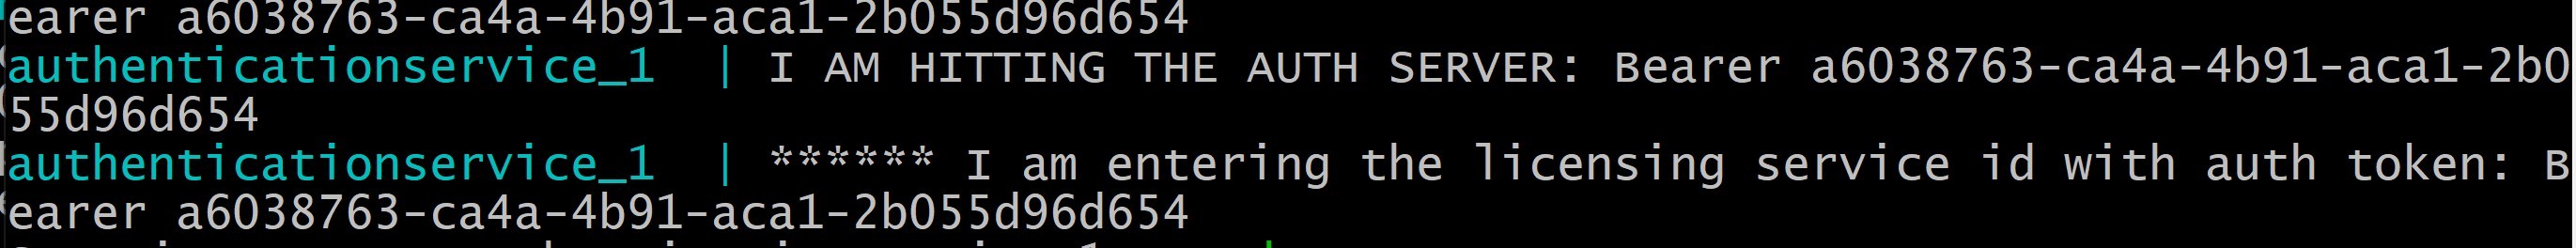 earer a6038763-ca4a-4b91-aca1-2b055d96d654
authenticationservice_1  | I AM HITTING THE AUTH SERVER: Bearer a6038763-ca4a-4b91-aca1-2b0
55d96d654
authenticationservice_1  | ****** I am entering the licensing service id with auth token: B
earer a6038763-ca4a-4b91-aca1-2b055d96d654